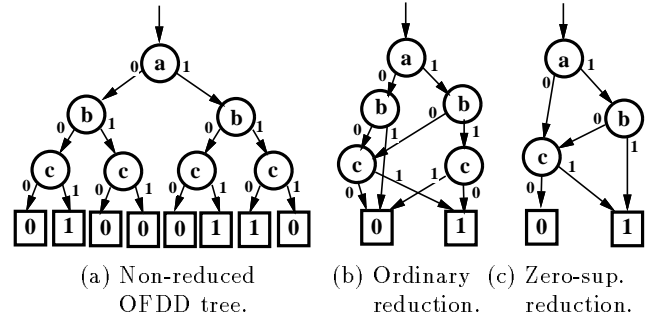 a a a
0 1 0 1 0 1
b b b b b
0 1 0 1 0 1 0 1 0 1
c c c c c c c
0 1 0 1 0 1 0 1 0 1 1 0 0 1
0 1 0 0 0 1 1 0 0 1 0 1
(a) Non-reduced (b) Ordinary (c) Zero-sup.
OFDD tree. reduction. reduction.